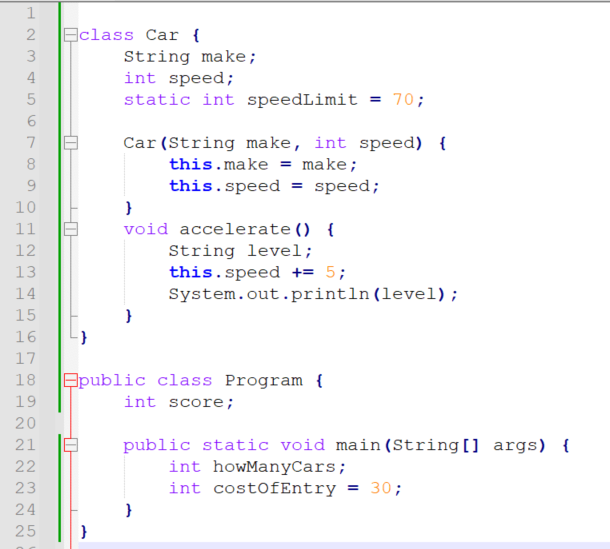 1
2 class Car {
3 String make;
4 int speed;
5 static int speedLimit = 70;
6
7 Car(String make, int speed) {
8 this.make = make;
9 this.speed = speed;
10 }
11 void accelerate() {
12 String level;
13 this.speed += 5;
14 System.out.println(level);
15 }
16 }
17
18 public class Program {
19 int score;
20
21 public static void main(String[] args) {
22 int howManyCars;
23 int costOfEntry = 30;
24 }
25 }